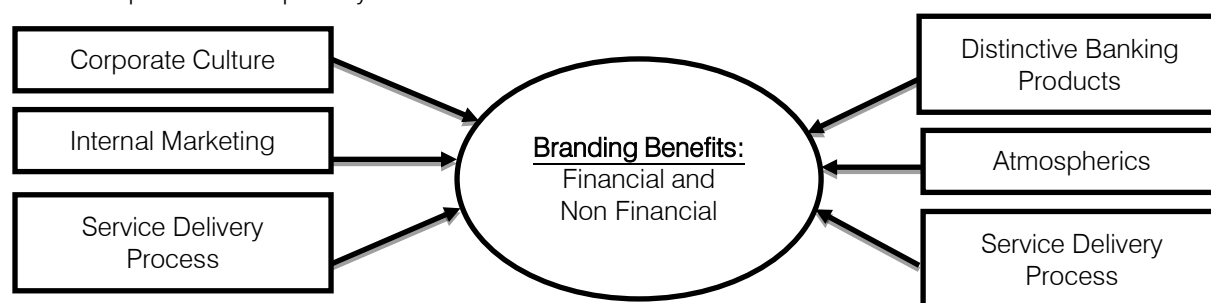 Corporate Culture
Internal Marketing
Service Delivery
Process
Branding Benefits:
Financial and
Non Financial
Distinctive Banking
Products
Atmospherics
Service Delivery
Process